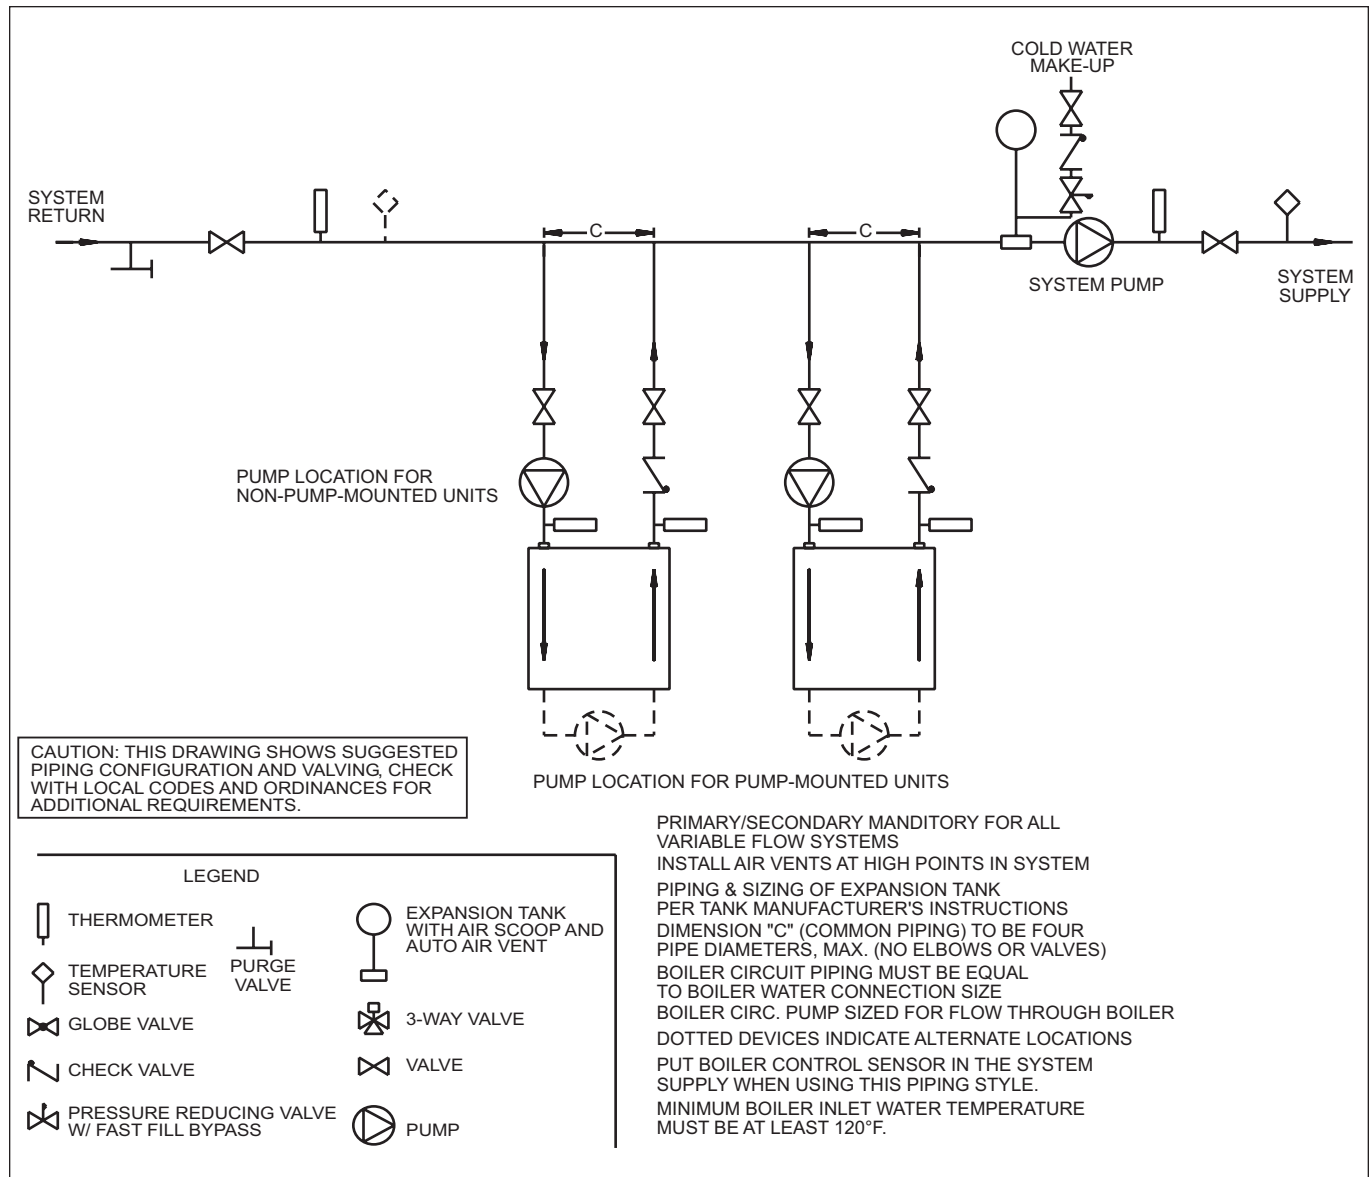 COLD WATER
MAKE-UP
SYSTEM
RETURN
C
C
SYSTEM PUMP
SYSTEM
SUPPLY
PUMP LOCATION FOR
NON-PUMP-MOUNTED UNITS
PUMP LOCATION FOR PUMP-MOUNTED UNITS
CAUTION: THIS DRAWING SHOWS SUGGESTED
PIPING CONFIGURATION AND VALVING, CHECK
WITH LOCAL CODES AND ORDINANCES FOR
ADDITIONAL REQUIREMENTS.
LEGEND
THERMOMETER
TEMPERATURE
SENSOR
PURGE
VALVE
GLOBE VALVE
CHECK VALVE
PRESSURE REDUCING VALVE
W/ FAST FILL BYPASS
EXPANSION TANK
WITH AIR SCOOP AND
AUTO AIR VENT
3-WAY VALVE
VALVE
PUMP
PRIMARY/SECONDARY MANDITORY FOR ALL
VARIABLE FLOW SYSTEMS
INSTALL AIR VENTS AT HIGH POINTS IN SYSTEM
PIPING & SIZING OF EXPANSION TANK
PER TANK MANUFACTURER'S INSTRUCTIONS
DIMENSION "C" (COMMON PIPING) TO BE FOUR
PIPE DIAMETERS, MAX. (NO ELBOWS OR VALVES)
BOILER CIRCUIT PIPING MUST BE EQUAL
TO BOILER WATER CONNECTION SIZE
BOILER CIRC. PUMP SIZED FOR FLOW THROUGH BOILER
DOTTED DEVICES INDICATE ALTERNATE LOCATIONS
PUT BOILER CONTROL SENSOR IN THE SYSTEM
SUPPLY WHEN USING THIS PIPING STYLE.
MINIMUM BOILER INLET WATER TEMPERATURE
MUST BE AT LEAST 120°F.